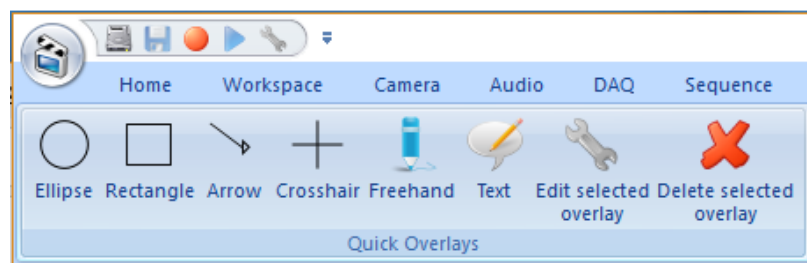 Home Workspace Camera Audio DAQ Sequence
Ellipse Rectangle Arrow Crosshair Freehand Text Edit selected overlay Delete selected overlay
Quick Overlays